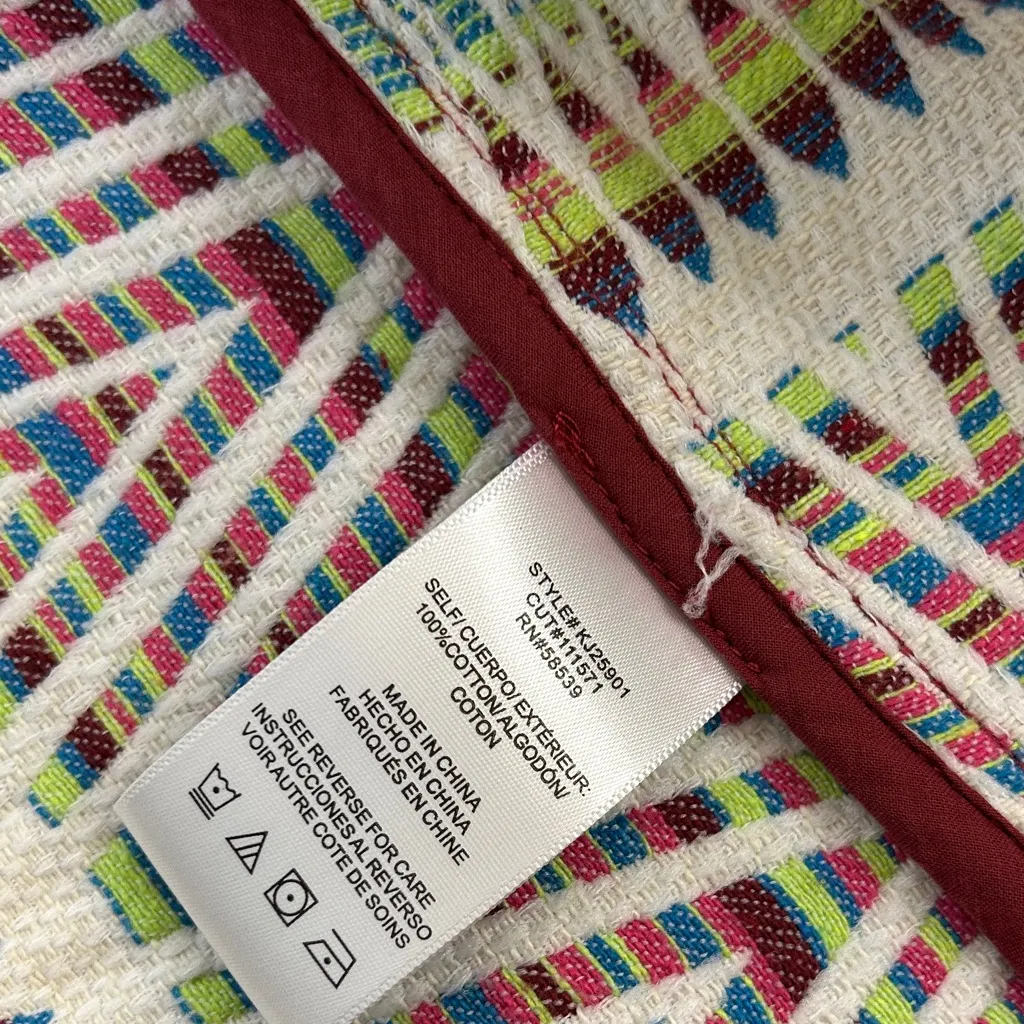 STYLE# KJ25901
CUT#111571
RN#58539
SELF/ CUERPO/ EXTÉRIEUR.
100%COTTON/ ALGODÓN/
COTON
MADE IN CHINA
HECHO EN CHINA
FABRIQUÉS EN CHINE
SEE REVERSE FOR CARE
INSTRUCCIONES AL REVERSO
VOIR AUTRE COTE DE SOINS